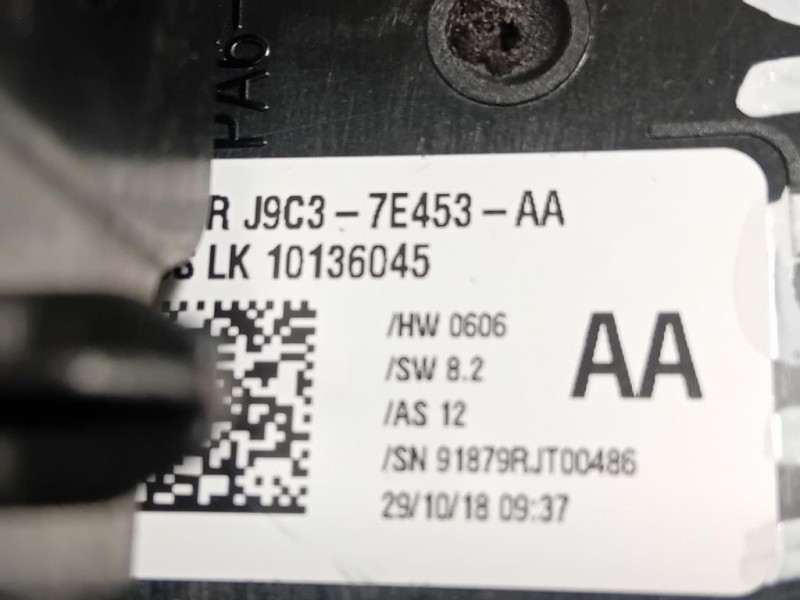 PA6-
R J9C3-7E453-AA
LK 10136045
/HW 0606
/SW 8.2
AA
/AS 12
/SN 91879RJT00486
29/10/18 09:37